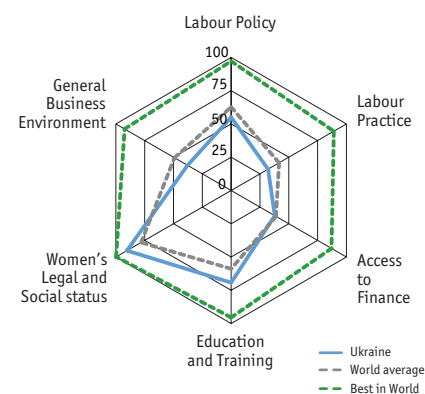 Labour Policy
100
75
50
25
0
General
Business
Environment
Labour
Practice
Women's
Legal and
Social status
Access
to
Finance
Education
and Training
Ukraine
World average
Best in World